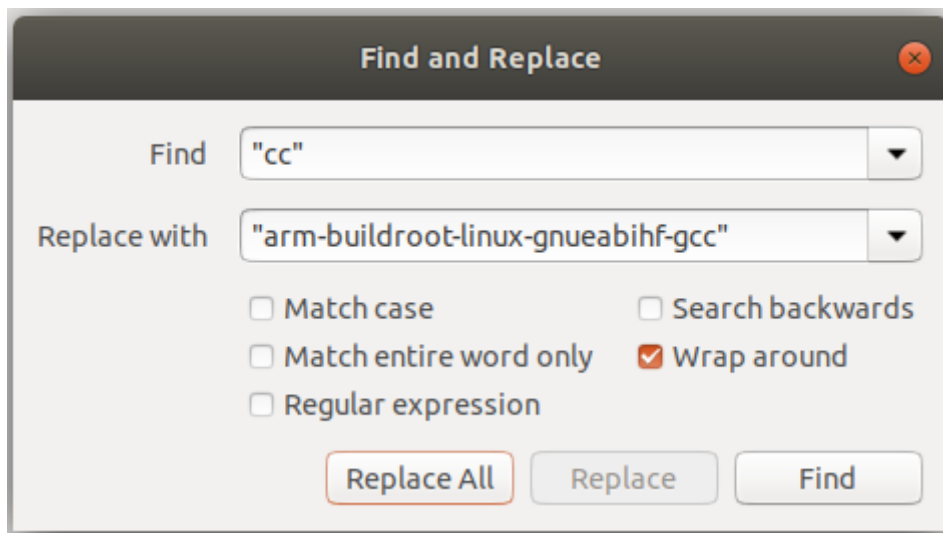 Find and Replace
Find "cc"
Replace with "arm-buildroot-linux-gnueabihf-gcc"
Match case Search backwards
Match entire word only Wrap around
Regular expression
Replace All Replace Find